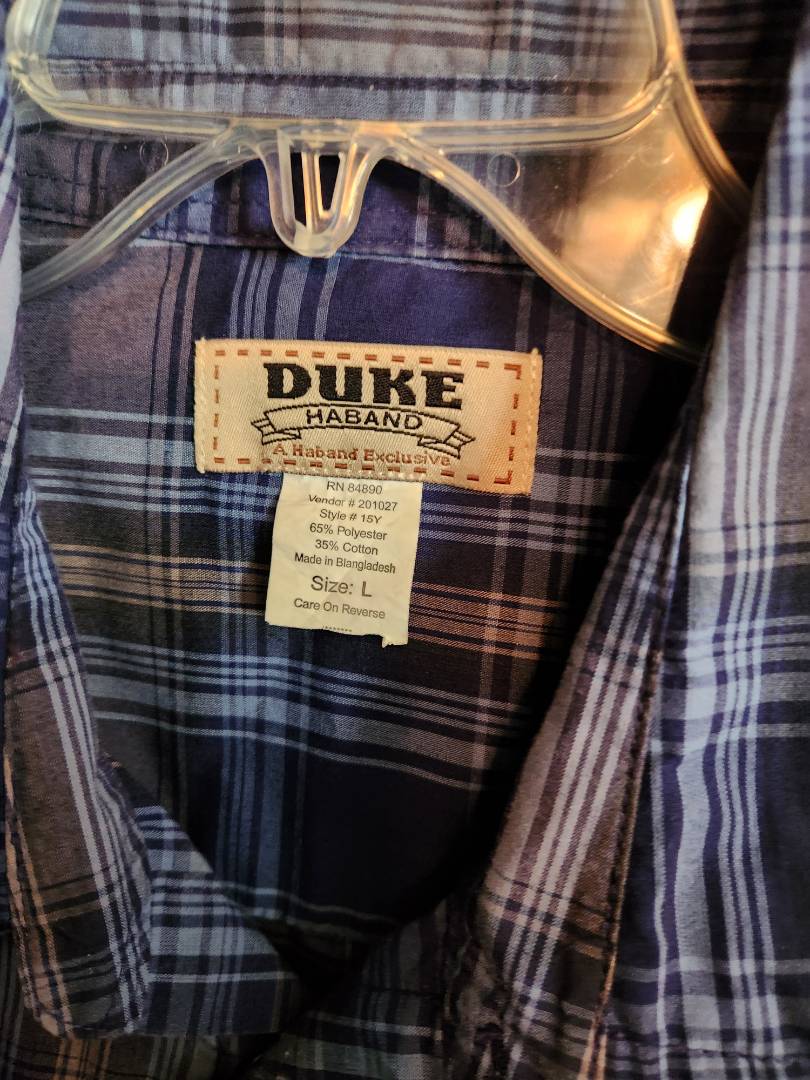 DUKE
HABAND
A Haband Exclusive
RN 84890
Vendor # 201027
Style # 15Y
65% Polyester
35% Cotton
Made in Blangladesh
Size: L
Care On Reverse